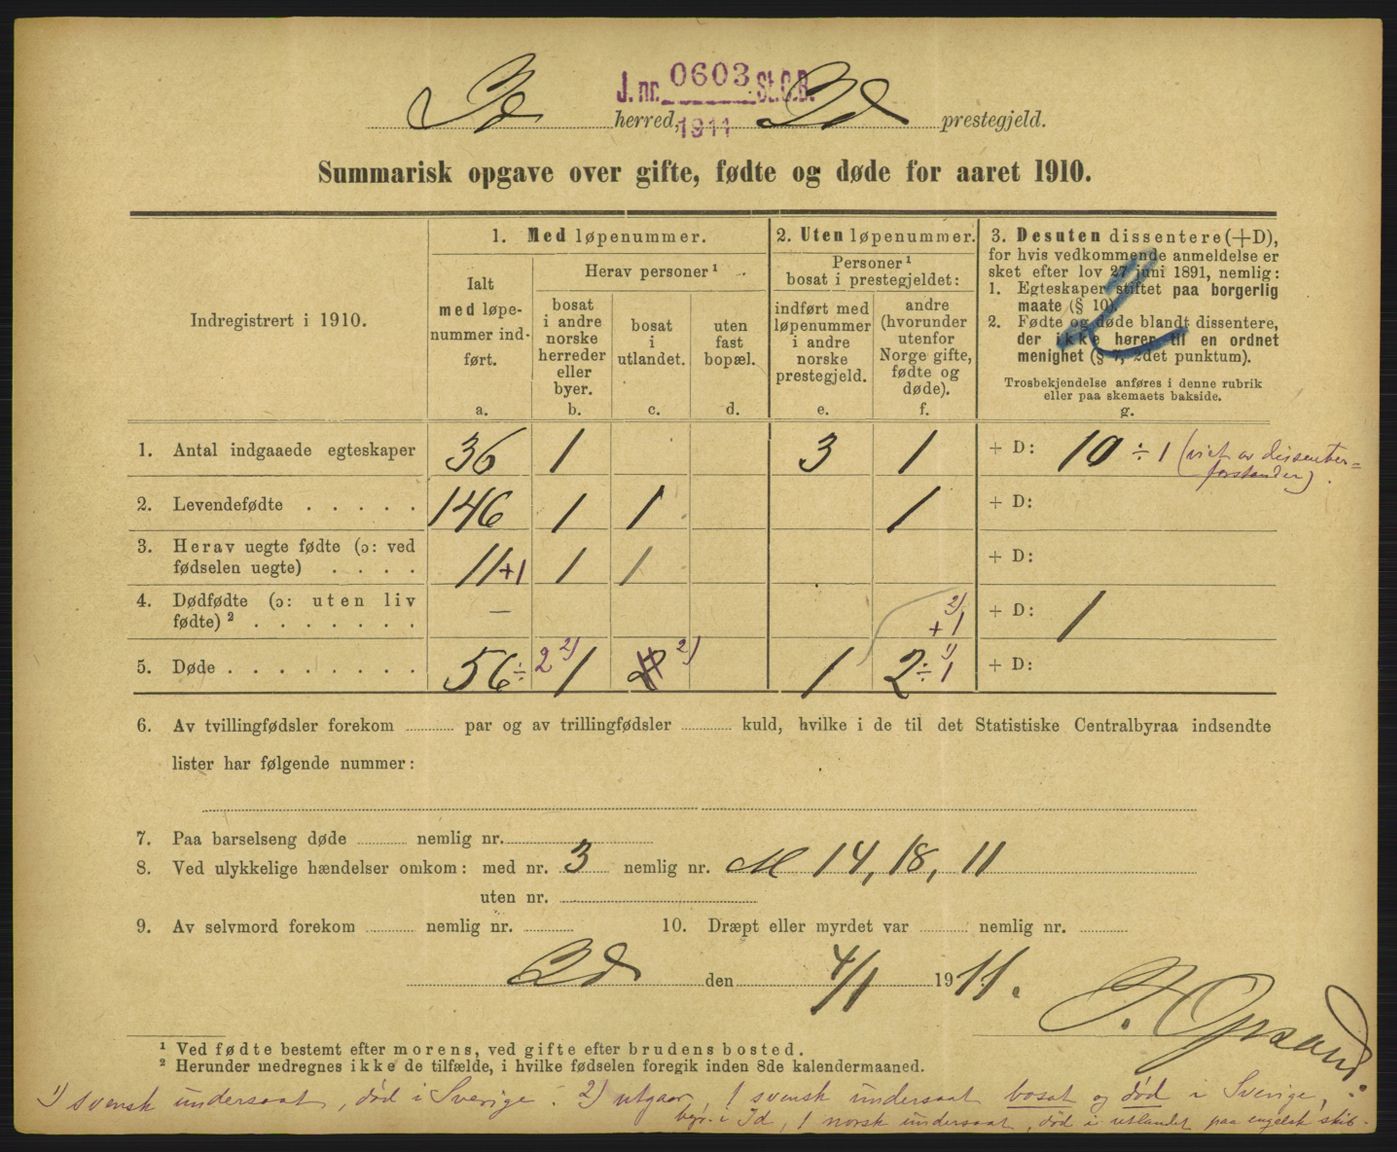 J. nr. 0603 St.C.B.
1911
Id herred, Id prestegjeld.
Summarisk opgave over gifte, fødte og døde for aaret 1910.
Indregistrert i 1910.
1. Med løpenummer.
Ialt med løpenummer indført.
a.
Herav personer ¹
bosat i andre norske herreder eller byer.
b.
bosat i utlandet.
c.
uten fast bopæl.
d.
2. Uten løpenummer.
Personer ¹ bosat i prestegjeldet:
indført med løpenummer i andre norske prestegjeld.
e.
andre (hvorunder utenfor Norge gifte, fødte og døde).
f.
3. Desuten dissentere (+D),
for hvis vedkommende anmeldelse er
sket efter lov 27 juni 1891, nemlig:
1. Egteskaper stiftet paa borgerlig
maate (§ 10).
2. Fødte og døde blandt dissentere,
der ikke hører til en ordnet
menighet (§ 7, 2det punktum).
Trosbekjendelse anføres i denne rubrik
eller paa skemaets bakside.
g.
2
1. Antal indgaaede egteskaper 36 1 3 1 + D: 10 ÷ 1 (viet av dissenter=
forstander).
2. Levendefødte . . . . . 146 1 1 1 + D:
3. Herav uegte fødte (ɔ: ved
fødselen uegte) . . . . 11 +1 1 1 + D:
4. Dødfødte (ɔ: uten liv
fødte) ² . . . . . . . — 2) +1 + D: 1
5. Døde . . . . . . . . 56 ÷ 2 2) 1 2) 1 2 ÷ 1 1) + D:
6. Av tvillingfødsler forekom par og av trillingfødsler kuld, hvilke i de til det Statistiske Centralbyraa indsendte
lister har følgende nummer:
7. Paa barselseng døde nemlig nr.
8. Ved ulykkelige hændelser omkom: med nr. 3 nemlig nr. M 14, 18, 11
uten nr.
9. Av selvmord forekom nemlig nr. 10. Dræpt eller myrdet var nemlig nr.
Id den 4/1 1911.
¹ Ved fødte bestemt efter morens, ved gifte efter brudens bosted.
² Herunder medregnes ikke de tilfælde, i hvilke fødselen foregik inden 8de kalendermaaned.
1) svensk undersaat, død i Sverige. 2) utgaar, 1 svensk undersaat bosat og død i Sverige,
begr. i Id, 1 norsk undersaat, død i utlandet paa engelsk skib.